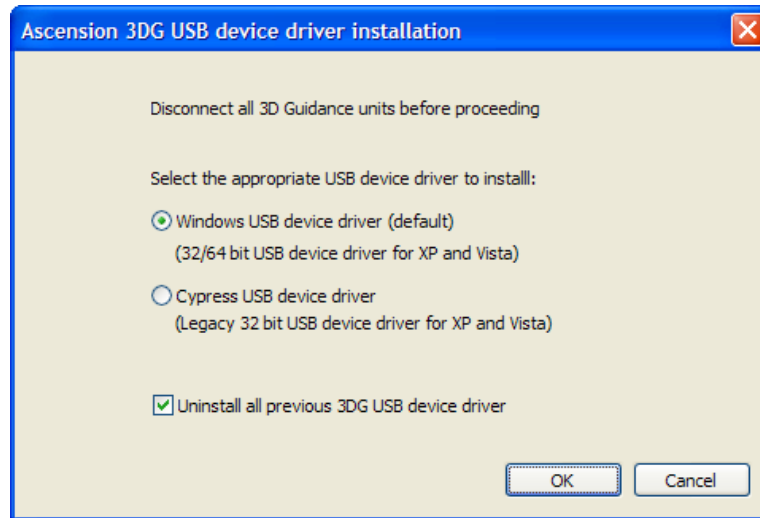 Ascension 3DG USB device driver installation
Disconnect all 3D Guidance units before proceeding
Select the appropriate USB device driver to installl:
Windows USB device driver (default)
(32/64 bit USB device driver for XP and Vista)
Cypress USB device driver
(Legacy 32 bit USB device driver for XP and Vista)
Uninstall all previous 3DG USB device driver
OK Cancel